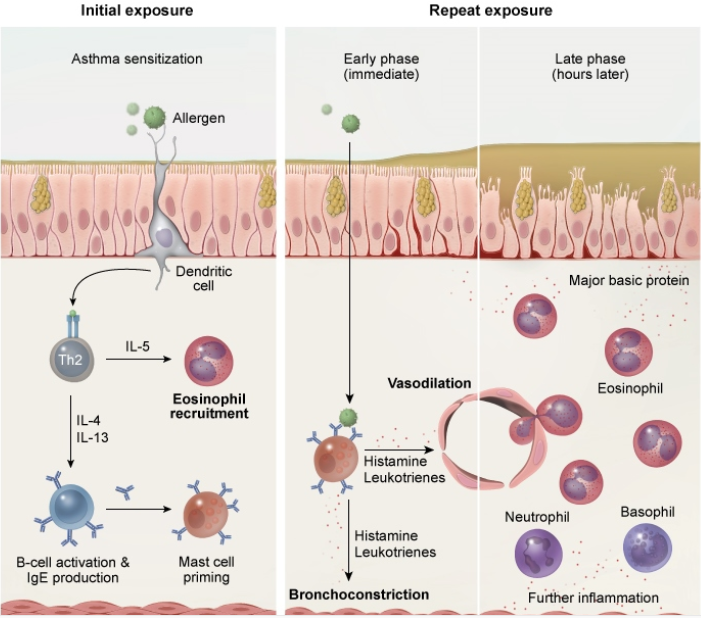 Initial exposure
Repeat exposure
Asthma sensitization
Allergen
Dendritic
cell
Th2
IL-5
Eosinophil
recruitment
IL-4
IL-13
B-cell activation &
IgE production
Mast cell
priming
Early phase
(immediate)
Vasodilation
Histamine
Leukotrienes
Histamine
Leukotrienes
Bronchoconstriction
Late phase
(hours later)
Major basic protein
Eosinophil
Neutrophil
Basophil
Further inflammation